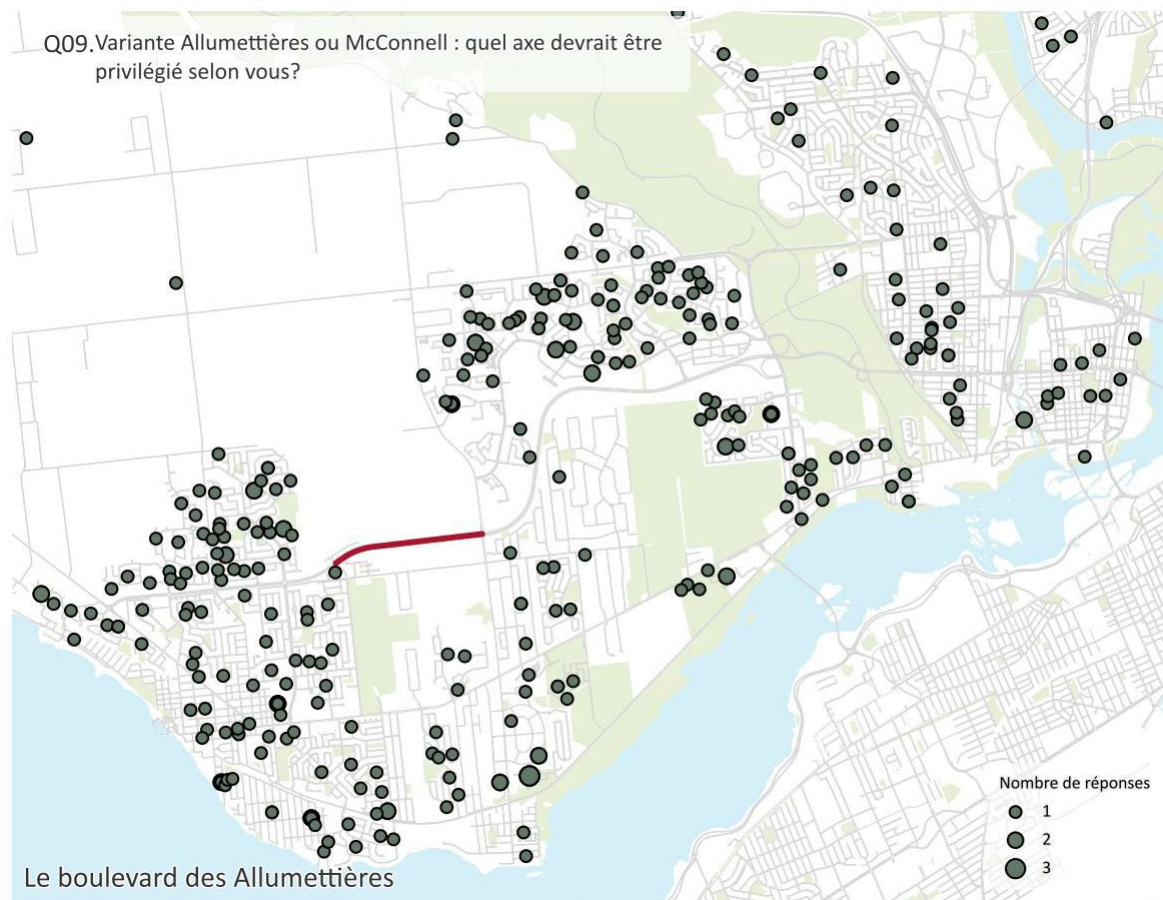 Q09.Variante Allumettières ou McConnell : quel axe devrait être
privilégié selon vous?
Nombre de réponses
1
2
3
Le boulevard des Allumettières